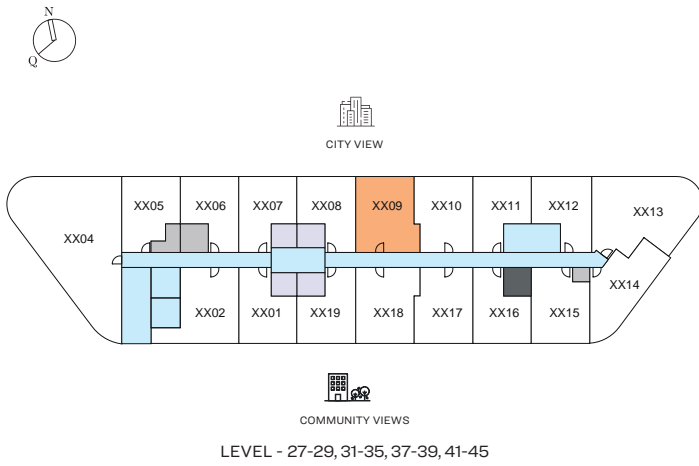 N
Q
CITY VIEW
XX05 XX06 XX07 XX08 XX09 XX10 XX11 XX12
XX04 XX13
XX14
XX02 XX01 XX19 XX18 XX17 XX16 XX15
COMMUNITY VIEWS
LEVEL - 27-29, 31-35, 37-39, 41-45